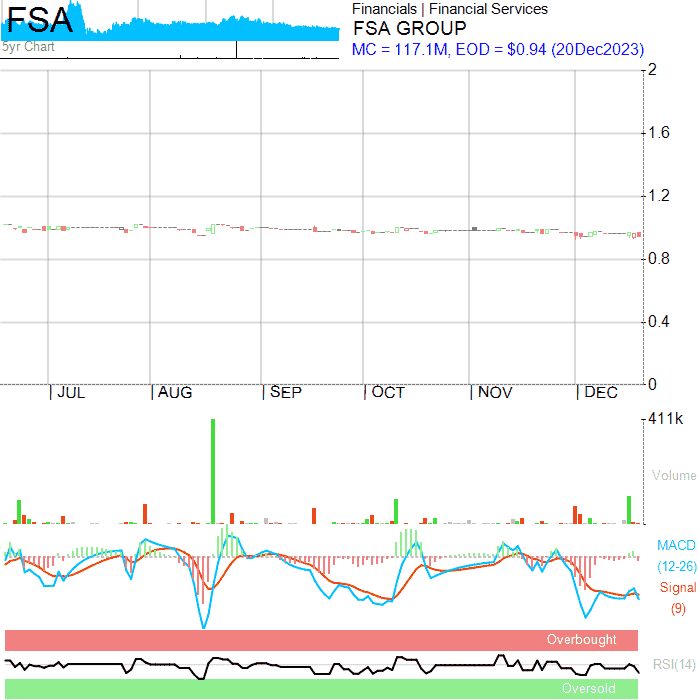 FSA
5yr Chart
Financials | Financial Services
FSA GROUP
MC = 117.1M, EOD = $0.94 (20Dec2023)
2
1.6
1.2
0.8
0.4
0
JUL
AUG
SEP
OCT
NOV
DEC
411k
Volume
MACD
(12-26)
Signal
(9)
Overbought
RSI(14)
Oversold